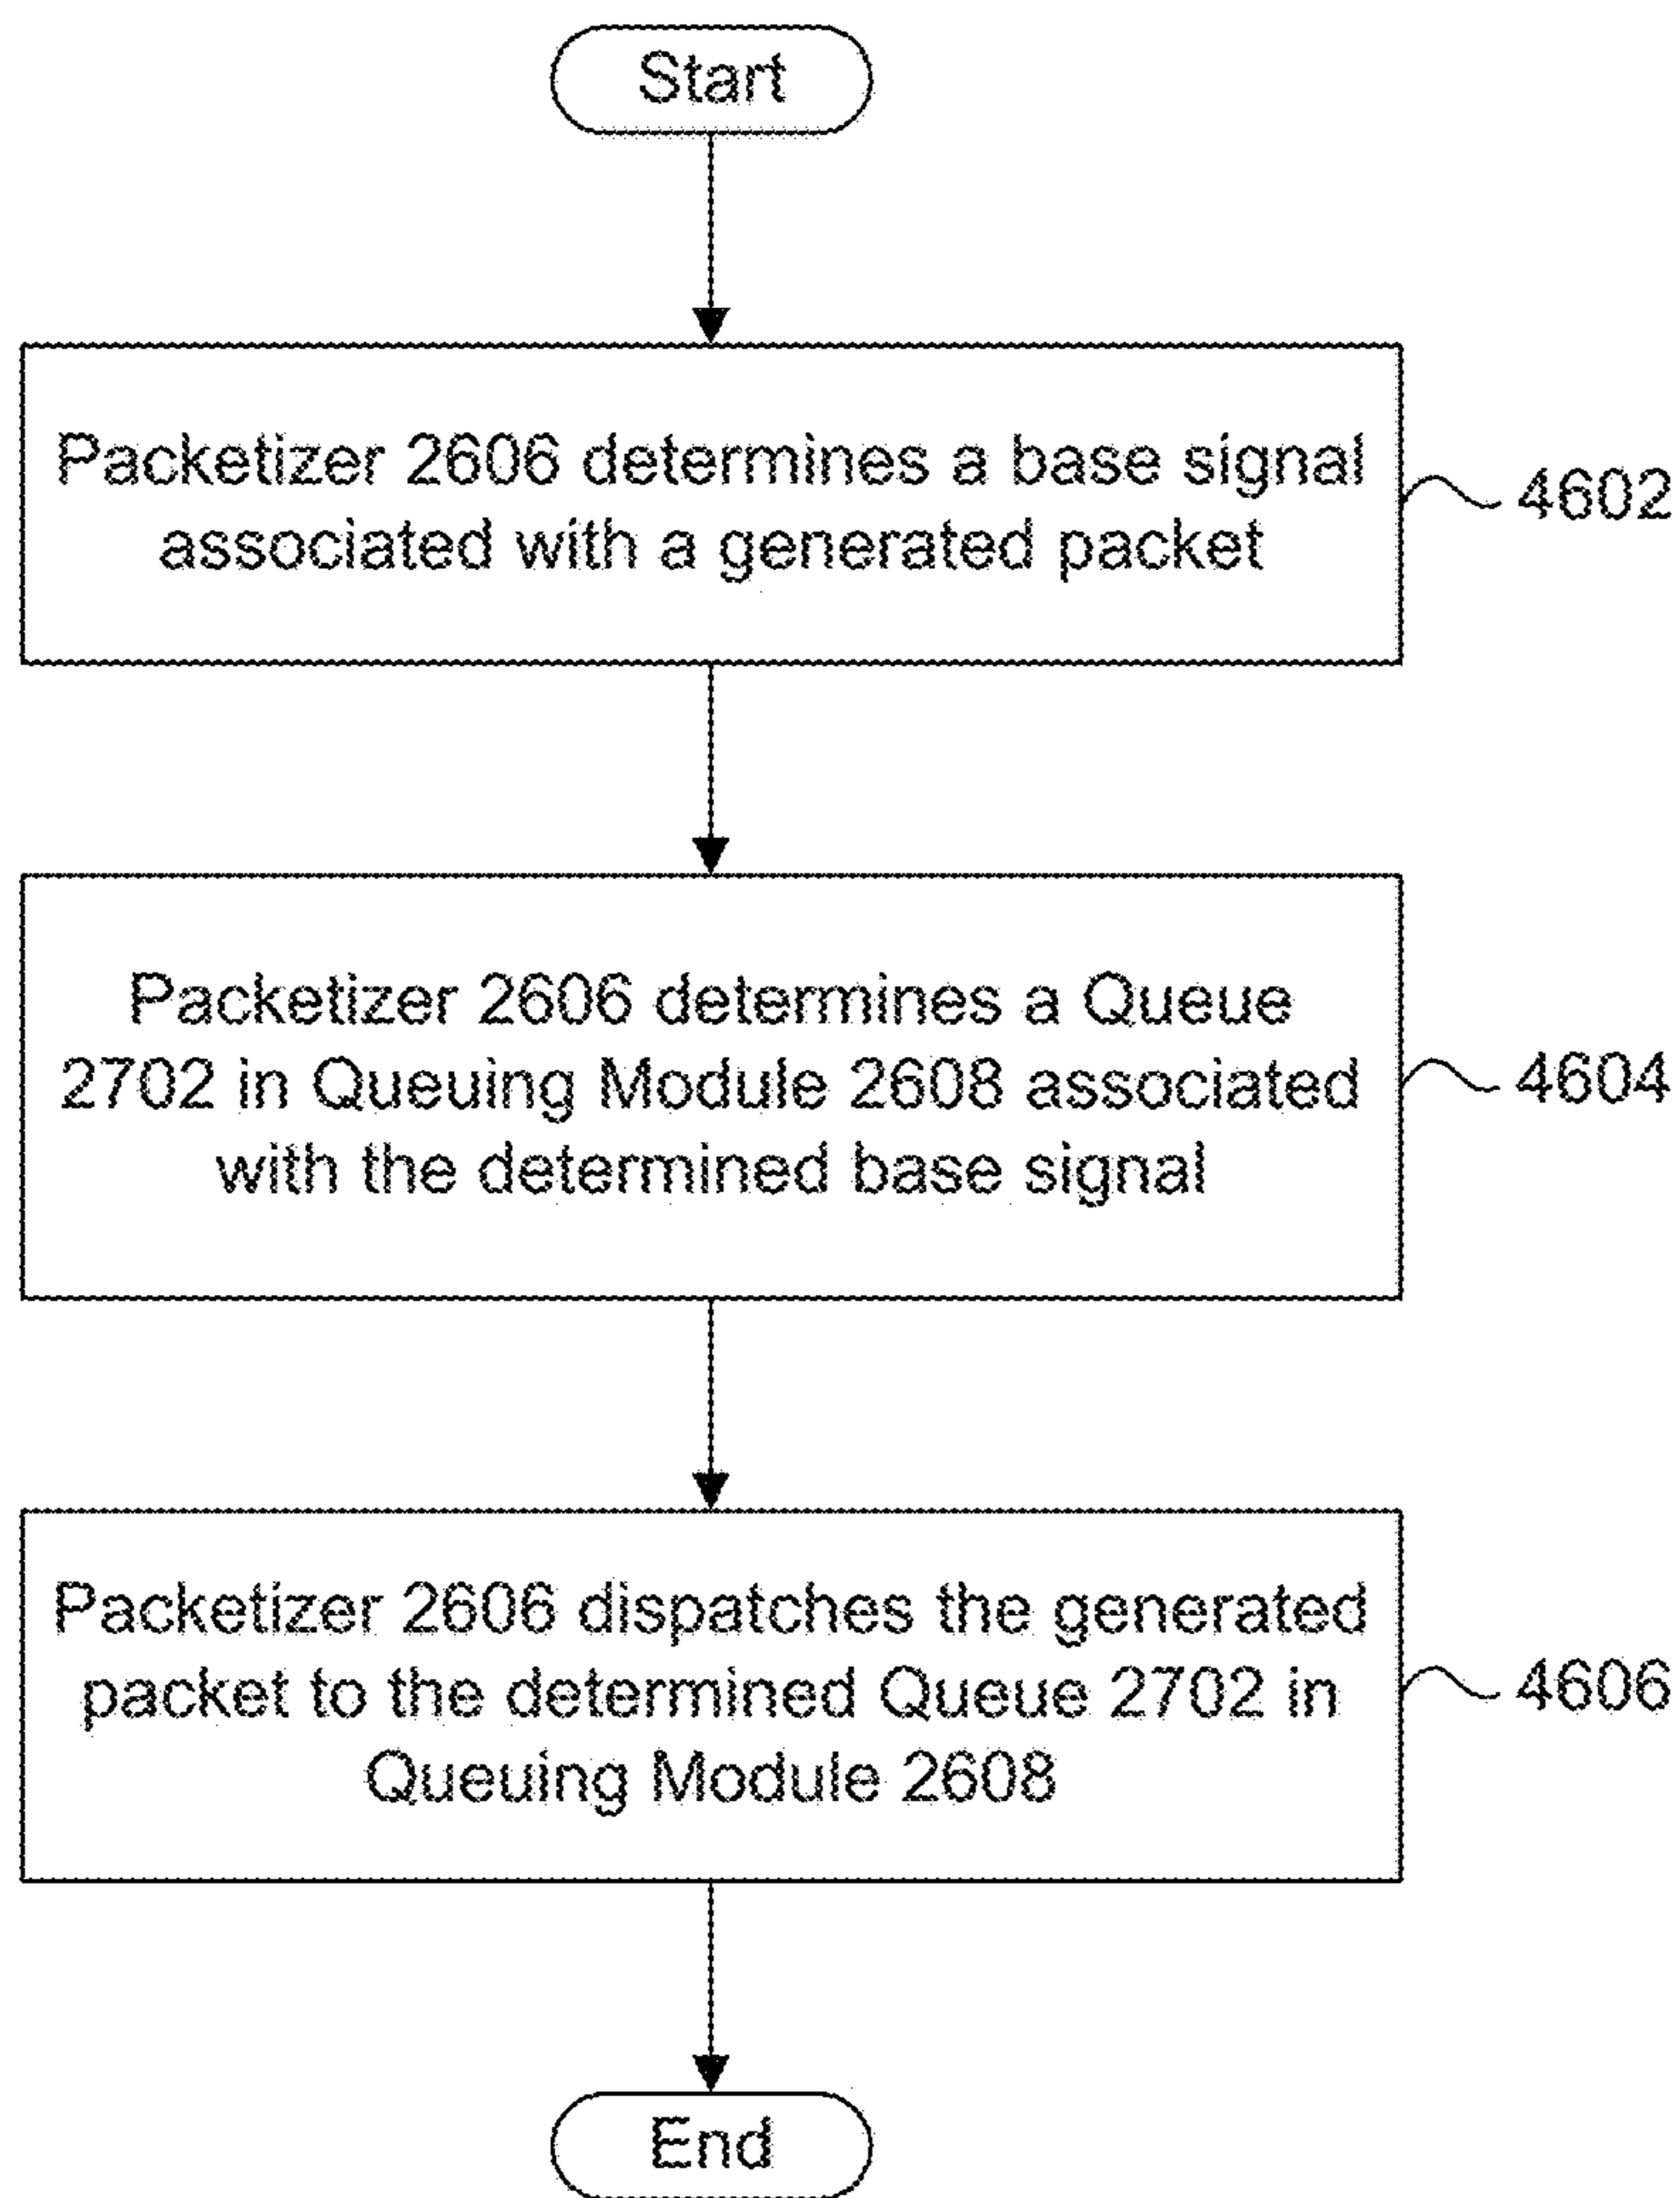 Start
Packetizer 2606 determines a base signal
associated with a generated packet
4602
Packetizer 2606 determines a Queue
2702 in Queuing Module 2608 associated
with the determined base signal
4604
Packetizer 2606 dispatches the generated
packet to the determined Queue 2702 in
Queuing Module 2608
4606
End